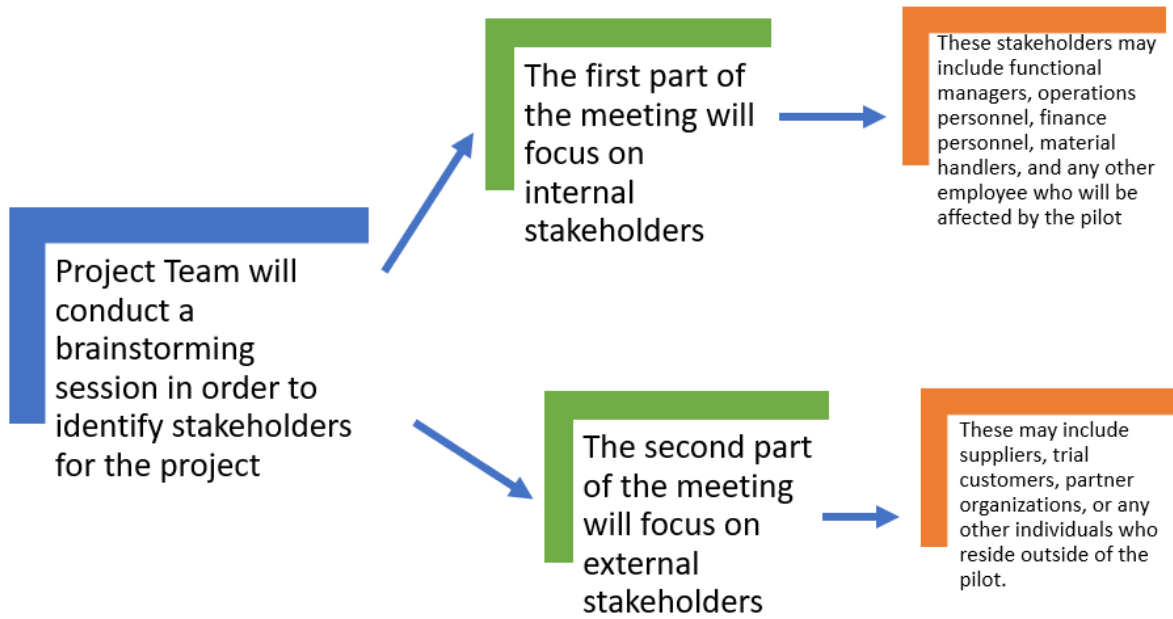 Project Team will
conduct a
brainstorming
session in order to
identify stakeholders
for the project
The first part of
the meeting will
focus on
internal
stakeholders
These stakeholders may
include functional
managers, operations
personnel, finance
personnel, material
handlers, and any other
employee who will be
affected by the pilot
The second part
of the meeting
will focus on
external
stakeholders
These may include
suppliers, trial
customers, partner
organizations, or any
other individuals who
reside outside of the
pilot.